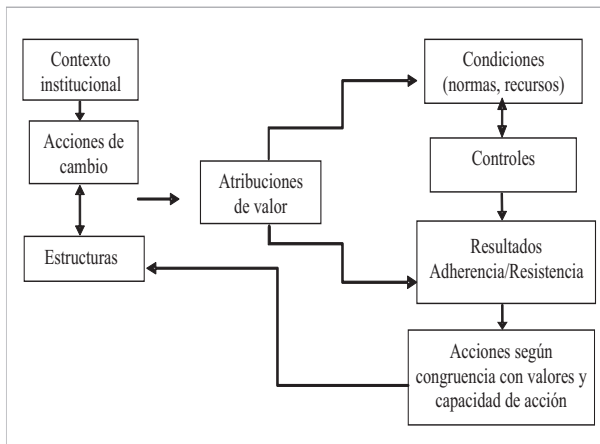 Contexto
institucional
Acciones de
cambio
Estructuras
Atribuciones
de valor
Condiciones
(normas, recursos)
Controles
Resultados
Adherencia/Resistencia
Acciones según
congruencia con valores y
capacidad de acción